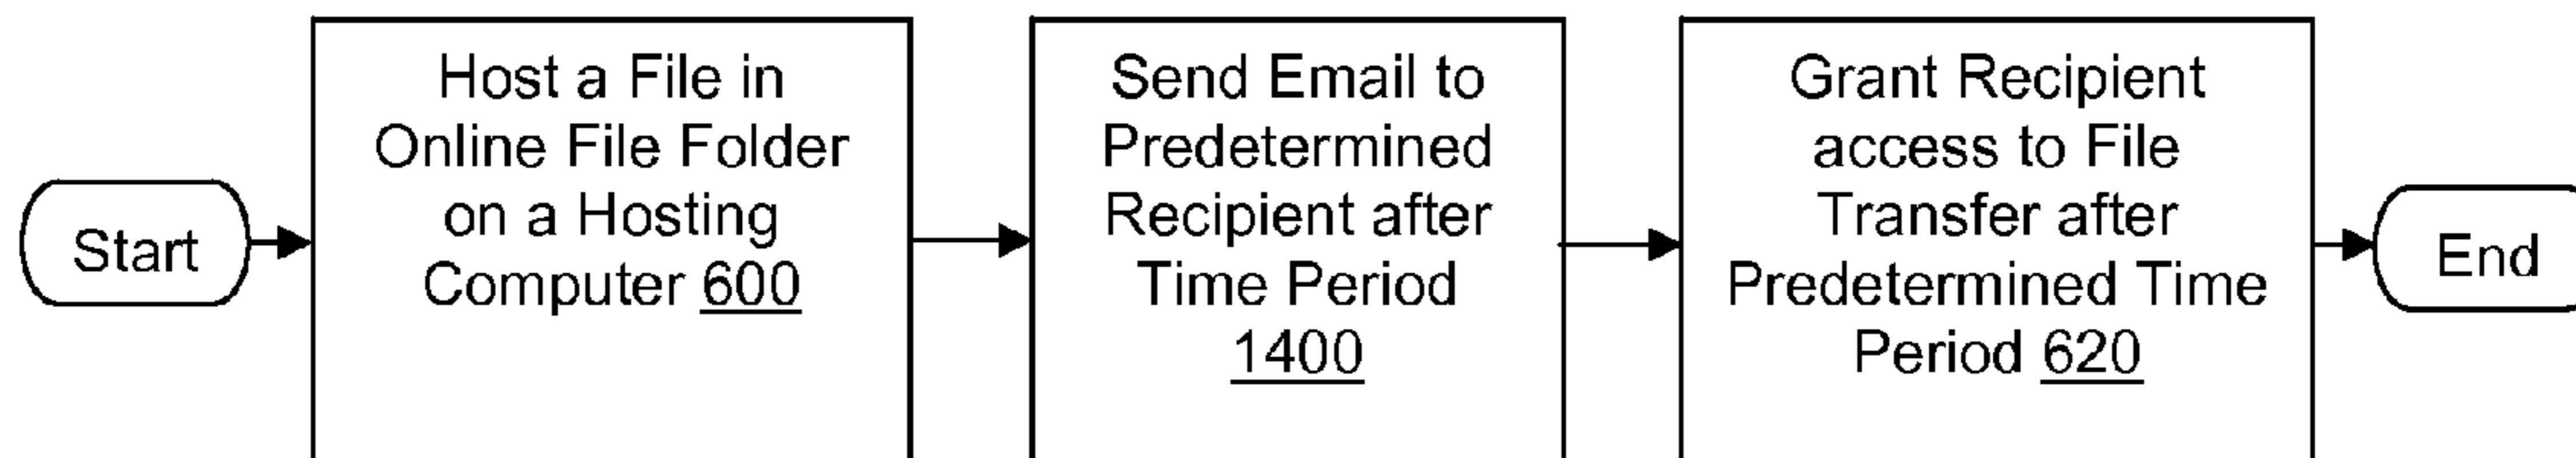 Start
Host a File in
Online File Folder
on a Hosting
Computer 600
Send Email to
Predetermined
Recipient after
Time Period
1400
Grant Recipient
access to File
Transfer after
Predetermined Time
Period 620
End